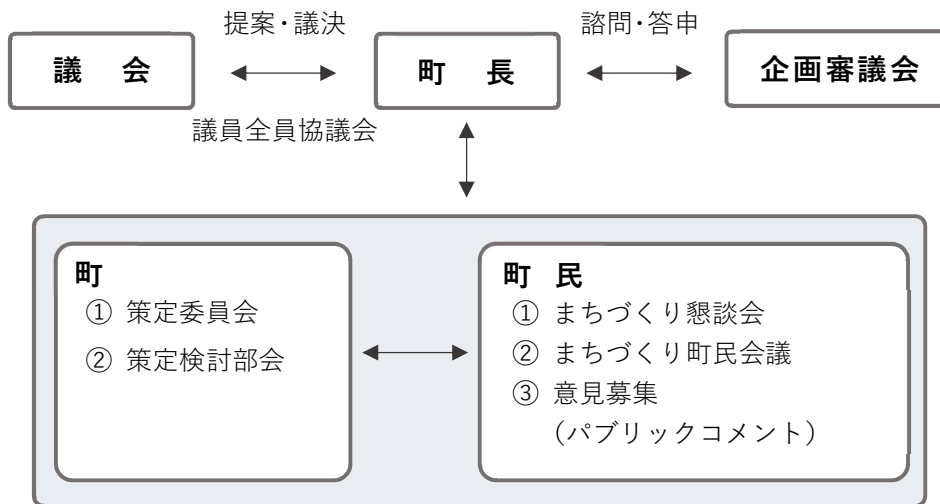 提案・議決
諮問・答申
議 会
町 長
企画審議会
議員全員協議会
町
① 策定委員会
② 策定検討部会
町 民
① まちづくり懇談会
② まちづくり町民会議
③ 意見募集
（パブリックコメント）